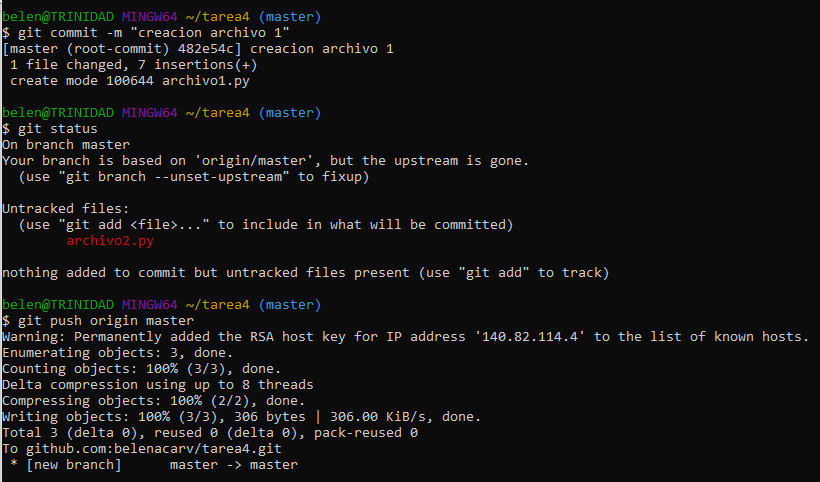 belen@TRINIDAD MINGW64 ~/tarea4 (master)
$ git commit -m "creacion archivo 1"
[master (root-commit) 482e54c] creacion archivo 1
 1 file changed, 7 insertions(+)
 create mode 100644 archivo1.py

belen@TRINIDAD MINGW64 ~/tarea4 (master)
$ git status
On branch master
Your branch is based on 'origin/master', but the upstream is gone.
  (use "git branch --unset-upstream" to fixup)

Untracked files:
  (use "git add <file>..." to include in what will be committed)
        archivo2.py

nothing added to commit but untracked files present (use "git add" to track)

belen@TRINIDAD MINGW64 ~/tarea4 (master)
$ git push origin master
Warning: Permanently added the RSA host key for IP address '140.82.114.4' to the list of known hosts.
Enumerating objects: 3, done.
Counting objects: 100% (3/3), done.
Delta compression using up to 8 threads
Compressing objects: 100% (2/2), done.
Writing objects: 100% (3/3), 306 bytes | 306.00 KiB/s, done.
Total 3 (delta 0), reused 0 (delta 0), pack-reused 0
To github.com:belenacarv/tarea4.git
 * [new branch]      master -> master